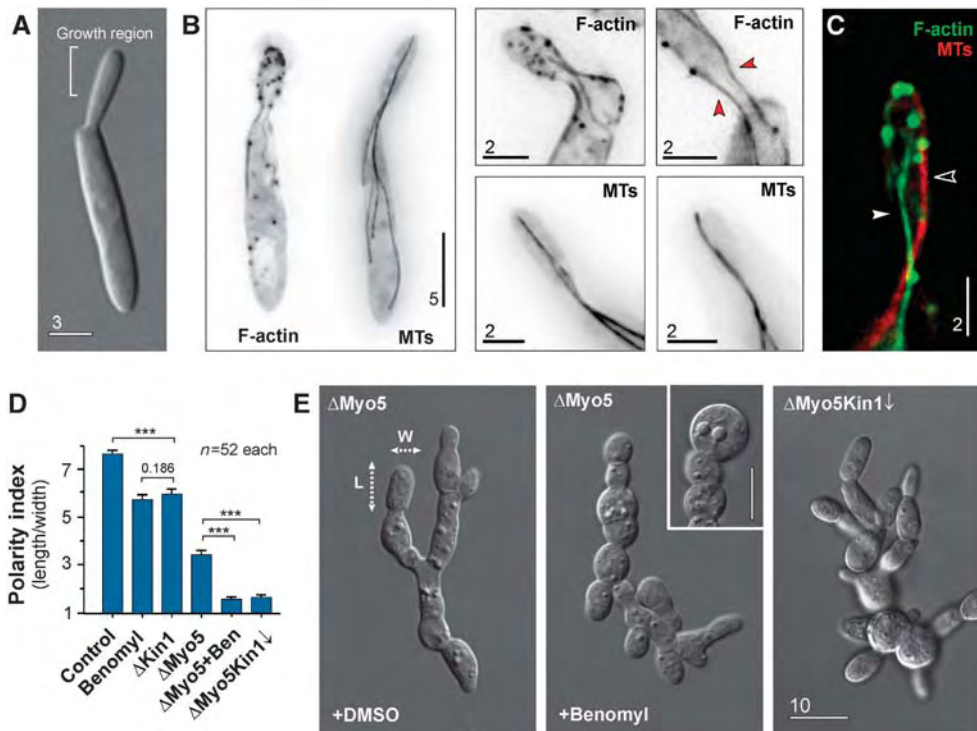 A
Growth region
3
B
F-actin
MTs
5
F-actin
2
F-actin
2
MTs
2
MTs
2
C
F-actin
MTs
2
D
Polarity index
(length/width)
7
5
3
1
***
0.186
n=52 each
***
***
Control
Benomyl
ΔKin1
ΔMyo5
ΔMyo5+Ben
ΔMyo5Kin1↓
E
ΔMyo5
W
L
+DMSO
ΔMyo5
+Benomyl
ΔMyo5Kin1↓
10